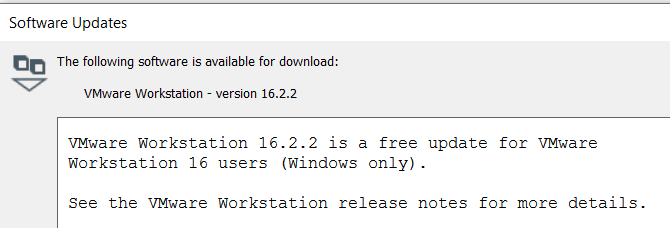 Software Updates
The following software is available for download:
VMware Workstation - version 16.2.2
VMware Workstation 16.2.2 is a free update for VMware
Workstation 16 users (Windows only).
See the VMware Workstation release notes for more details.